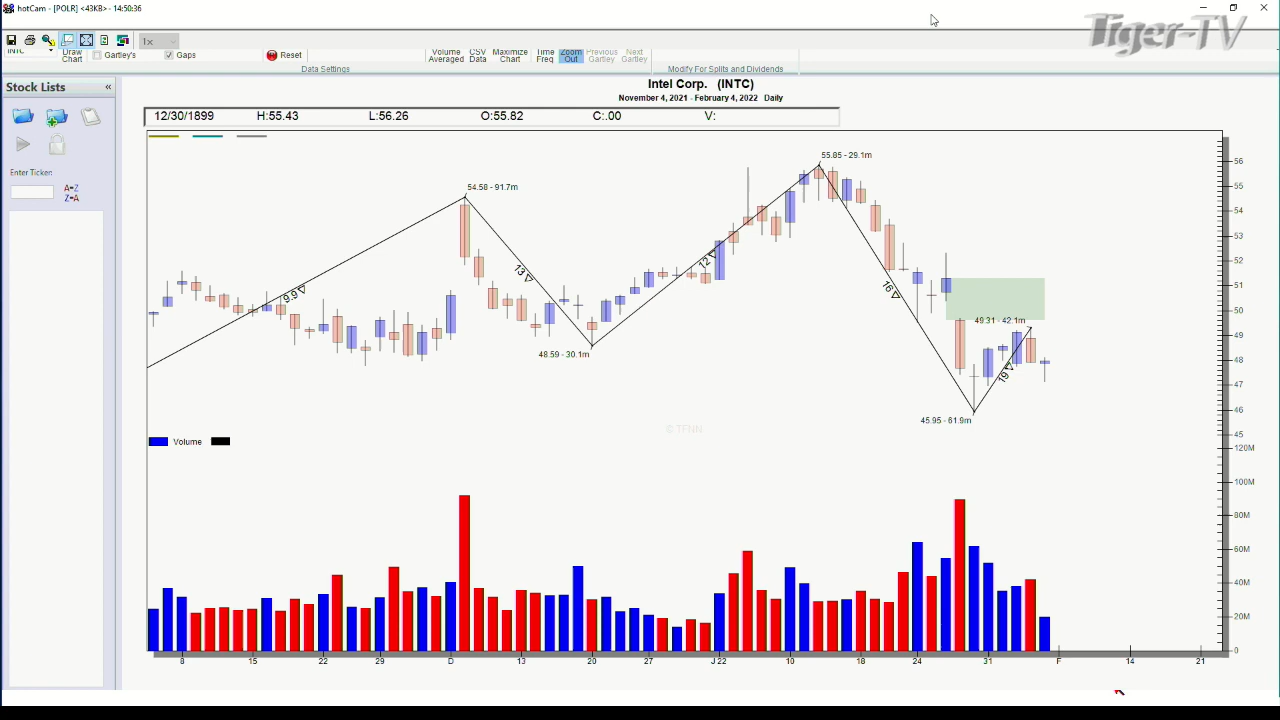 hotCam - [POLR] <43KB> - 14:50:36
Tiger-TV
1x
INTC
Draw Chart
Gartley's
Gaps
Reset
Volume Averaged
CSV Data
Maximize Chart
Time Freq
Zoom Out
Previous Gartley
Next Gartley
Data Settings
Modify For Splits and Dividends
Stock Lists «
Enter Ticker:
A=Z
Z=A
Intel Corp. (INTC)
November 4, 2021 - February 4, 2022 Daily
12/30/1899 H:55.43 L:56.26 O:55.82 C:.00 V:
55.85 - 29.1m
54.58 - 91.7m
9.9
13
12
16
19
49.31 - 42.1m
48.59 - 30.1m
45.95 - 61.9m
© TFNN
Volume
56
55
54
53
52
51
50
49
48
47
46
45
120M
100M
80M
60M
40M
20M
0
8 15 22 29 D 13 20 27 J 22 10 18 24 31 F 14 21